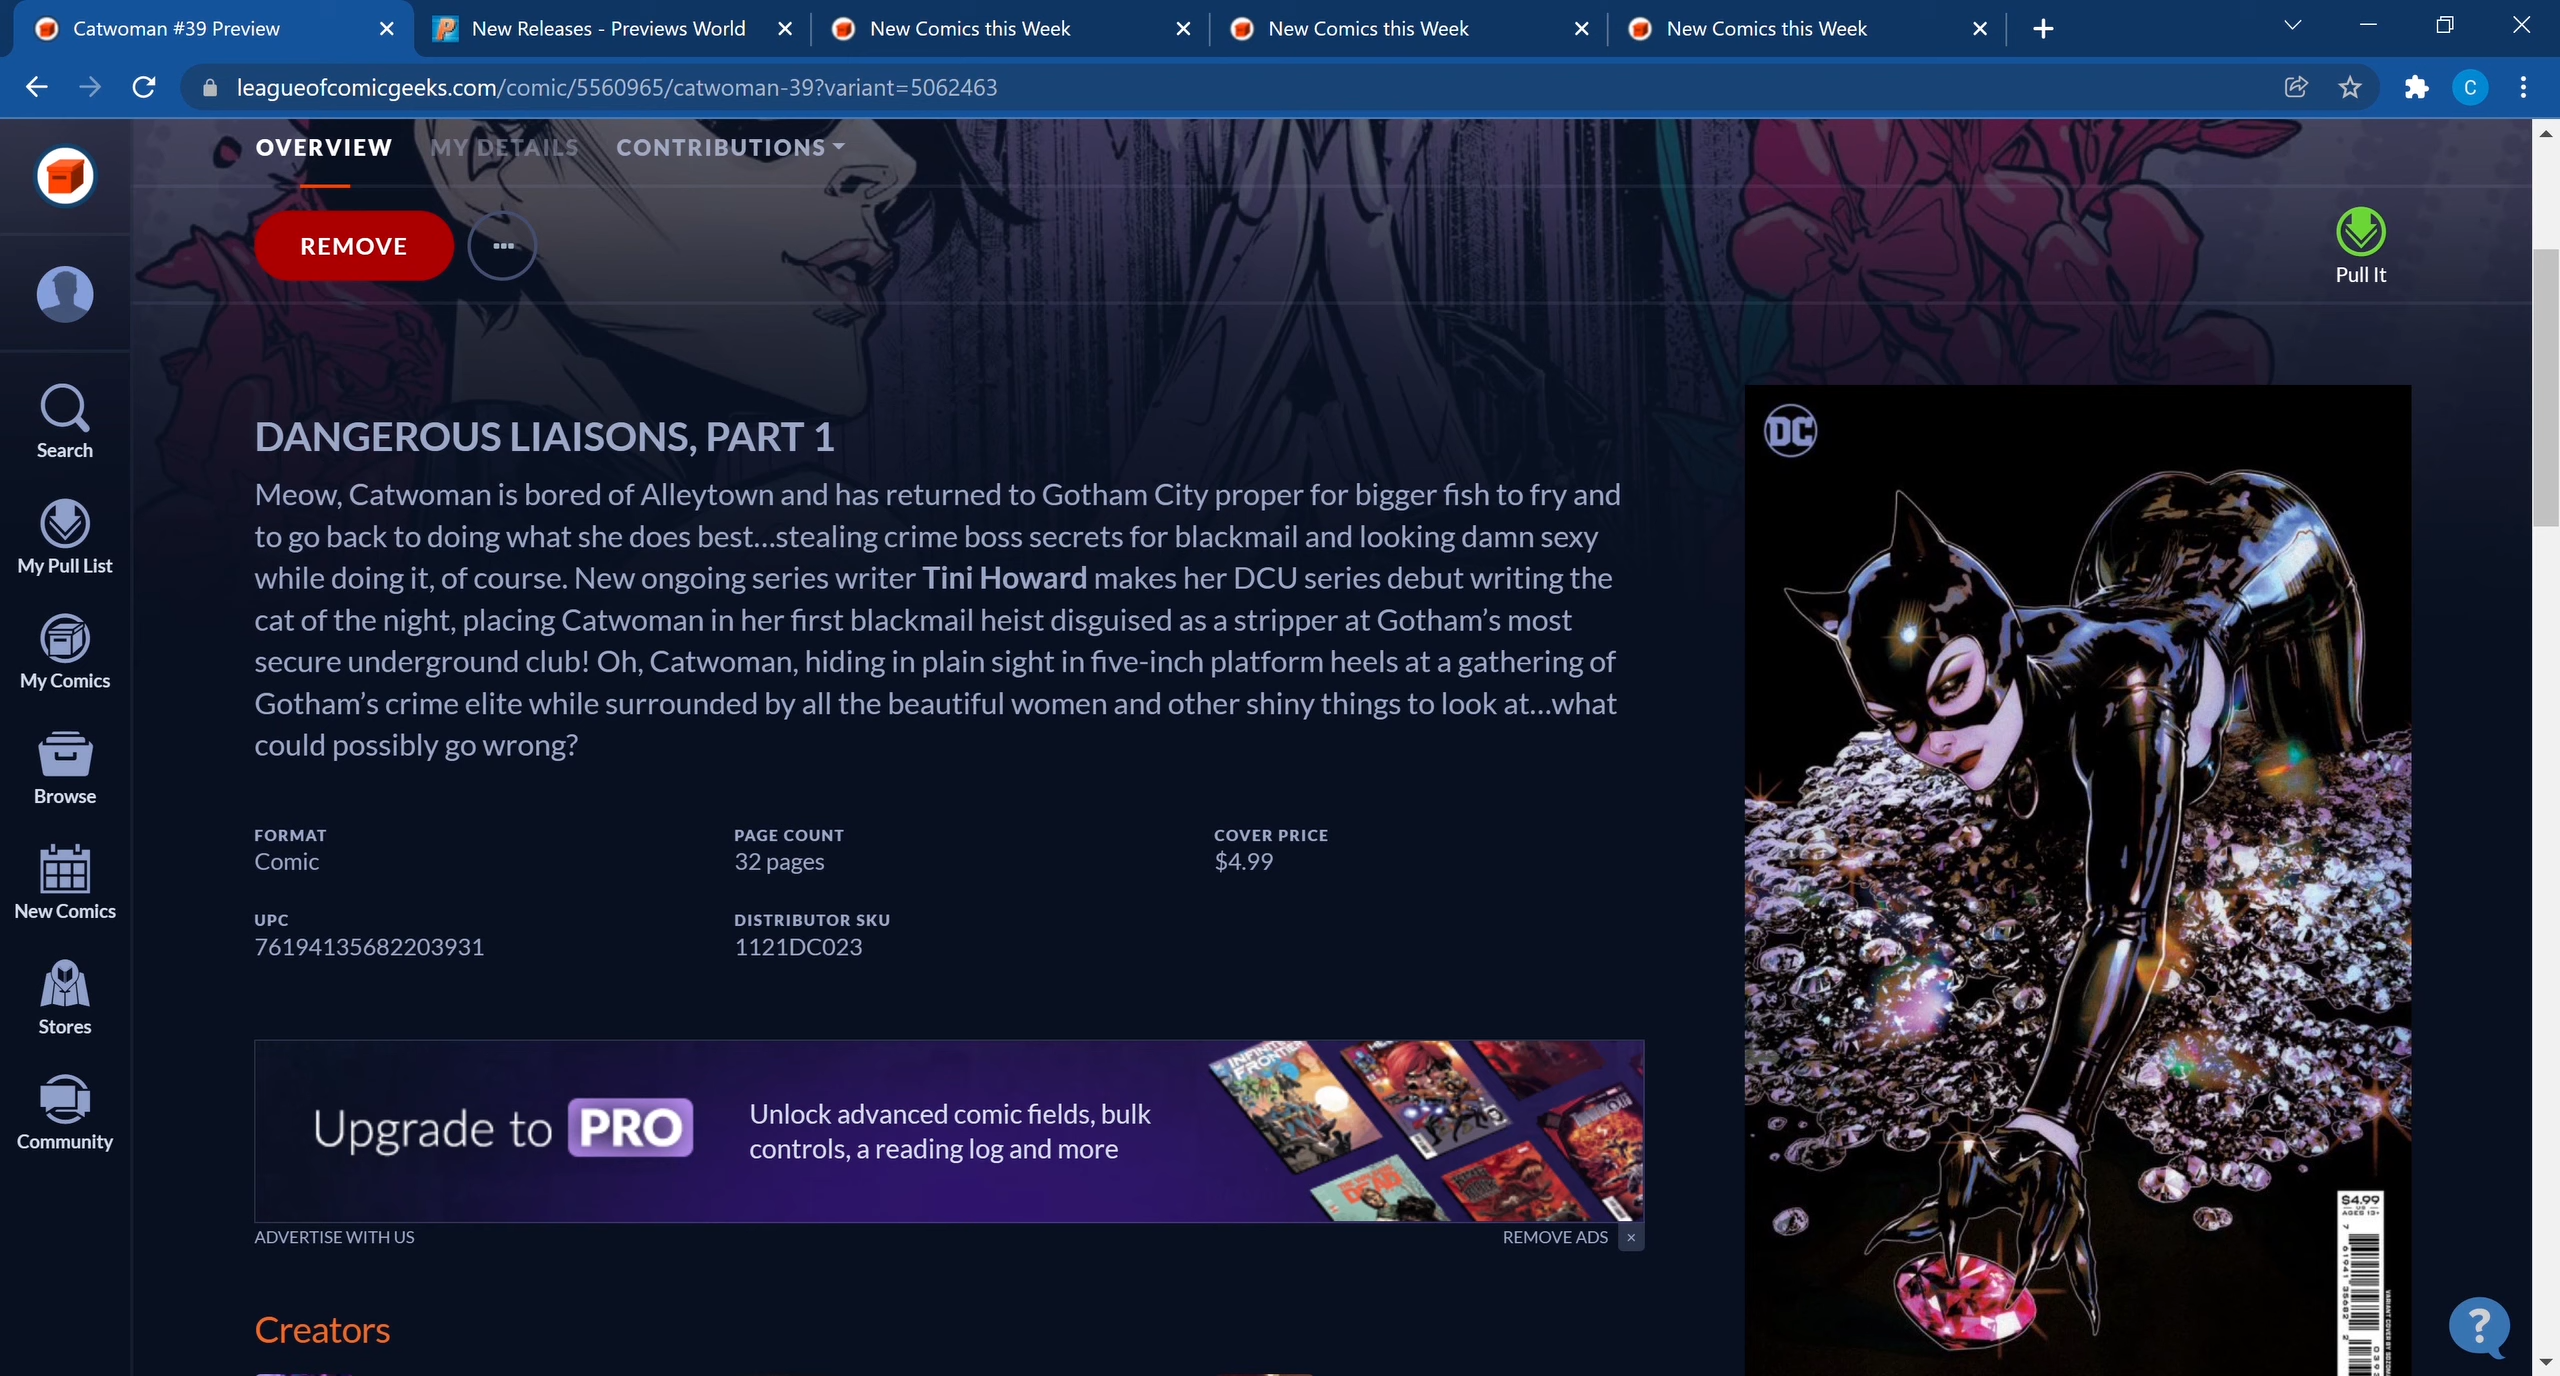 Catwoman #39 Preview
New Releases - Previews World
New Comics this Week
New Comics this Week
New Comics this Week
leagueofcomicgeeks.com/comic/5560965/catwoman-39?variant=5062463
C
OVERVIEW
MY DETAILS
CONTRIBUTIONS
REMOVE
Pull It
Search
My Pull List
My Comics
Browse
New Comics
Stores
Community
DANGEROUS LIAISONS, PART 1
Meow, Catwoman is bored of Alleytown and has returned to Gotham City proper for bigger fish to fry and
to go back to doing what she does best...stealing crime boss secrets for blackmail and looking damn sexy
while doing it, of course. New ongoing series writer Tini Howard makes her DCU series debut writing the
cat of the night, placing Catwoman in her first blackmail heist disguised as a stripper at Gotham’s most
secure underground club! Oh, Catwoman, hiding in plain sight in five-inch platform heels at a gathering of
Gotham’s crime elite while surrounded by all the beautiful women and other shiny things to look at...what
could possibly go wrong?
FORMAT
Comic
PAGE COUNT
32 pages
COVER PRICE
$4.99
UPC
76194135682203931
DISTRIBUTOR SKU
1121DC023
Upgrade to PRO
Unlock advanced comic fields, bulk
controls, a reading log and more
INFINITE
FRONTIER
DEAD
ADVERTISE WITH US
REMOVE ADS
Creators
DC
$4.99
US
AGES 13+
?